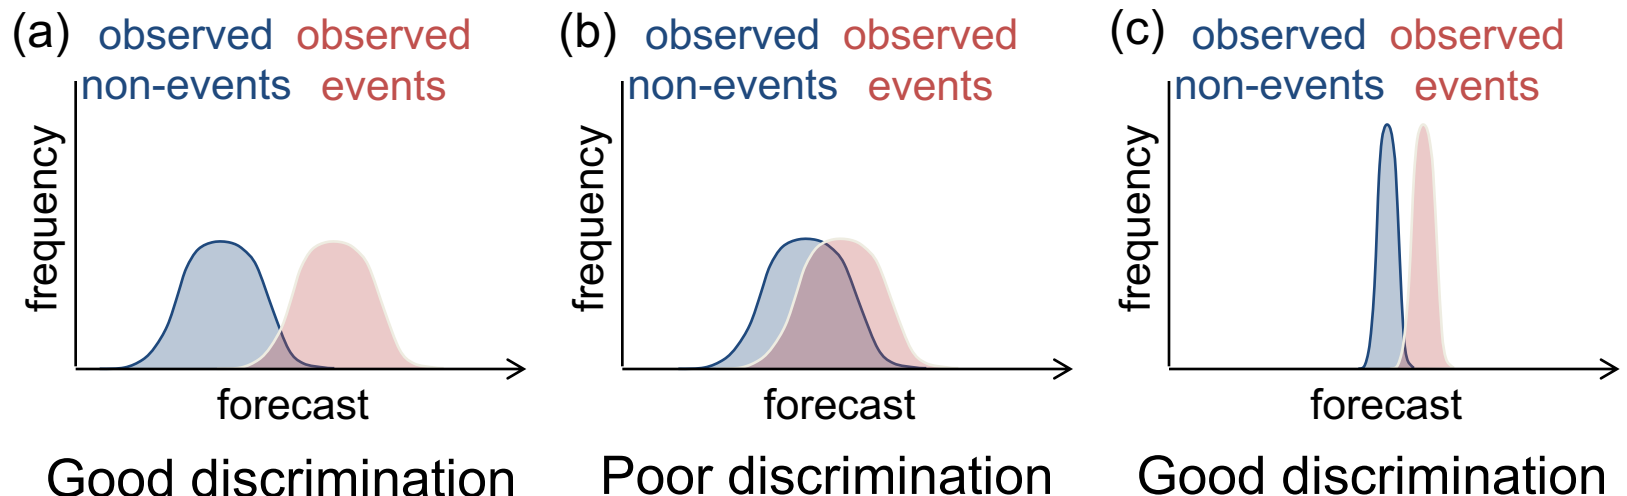 (a) observed observed
non-events events
frequency
forecast
Good discrimination
(b) observed observed
non-events events
frequency
forecast
Poor discrimination
(c) observed observed
non-events events
frequency
forecast
Good discrimination